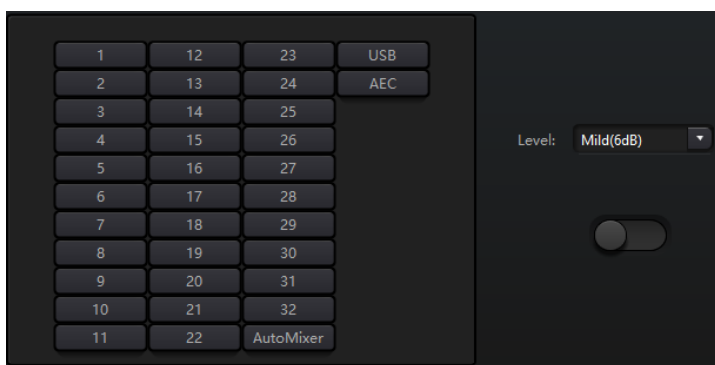 1 12 23 USB
2 13 24 AEC
3 14 25
4 15 26
5 16 27
6 17 28
7 18 29
8 19 30
9 20 31
10 21 32
11 22 AutoMixer
Level: Mild(6dB)